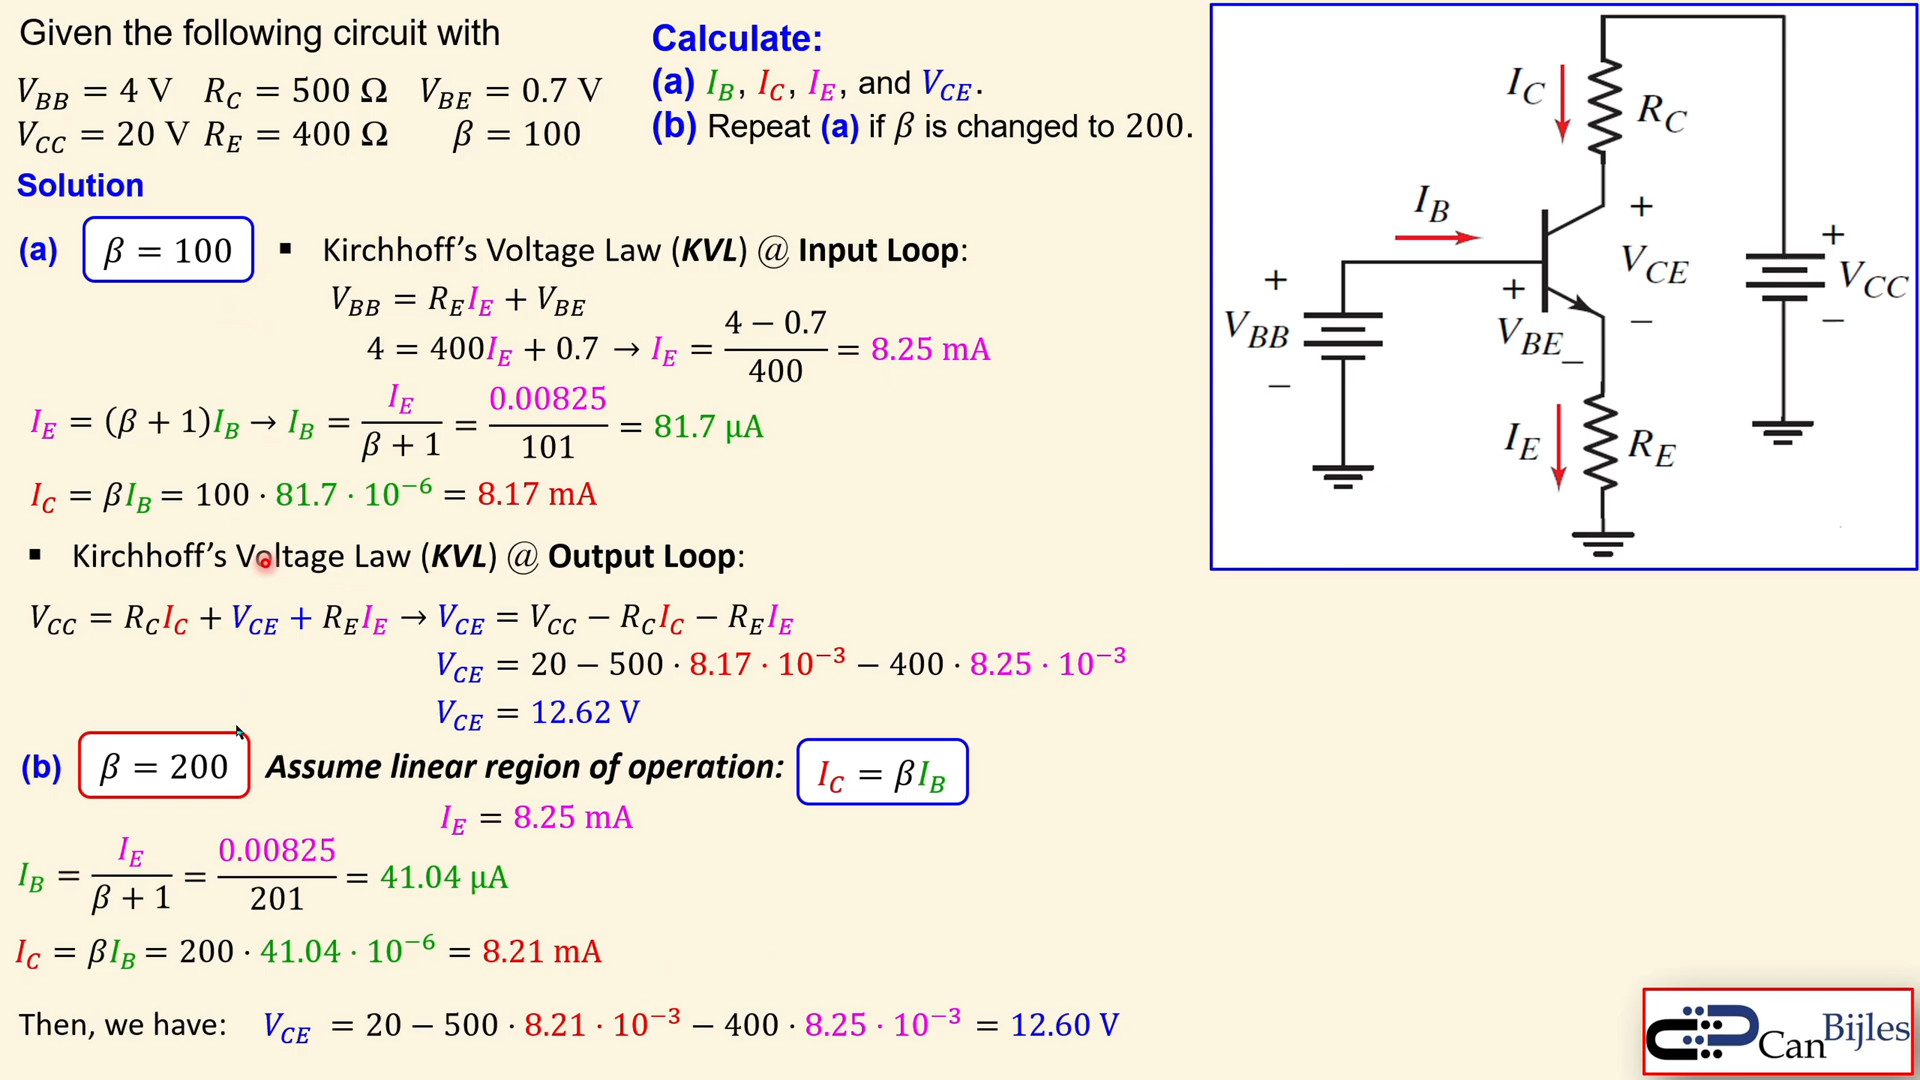 Given the following circuit with
V_BB = 4 V R_C = 500 Ω V_BE = 0.7 V
V_CC = 20 V R_E = 400 Ω β = 100
Calculate:
(a) I_B, I_C, I_E, and V_CE.
(b) Repeat (a) if β is changed to 200.
Solution
(a) β = 100 ▪ Kirchhoff's Voltage Law (KVL) @ Input Loop:
V_BB = R_E I_E + V_BE
4 = 400I_E + 0.7 → I_E = (4 − 0.7)/400 = 8.25 mA
I_E = (β + 1)I_B → I_B = I_E/(β + 1) = 0.00825/101 = 81.7 μA
I_C = βI_B = 100 · 81.7 · 10^−6 = 8.17 mA
▪ Kirchhoff's Voltage Law (KVL) @ Output Loop:
V_CC = R_C I_C + V_CE + R_E I_E → V_CE = V_CC − R_C I_C − R_E I_E
V_CE = 20 − 500 · 8.17 · 10^−3 − 400 · 8.25 · 10^−3
V_CE = 12.62 V
(b) β = 200 Assume linear region of operation: I_C = βI_B
I_E = 8.25 mA
I_B = I_E/(β + 1) = 0.00825/201 = 41.04 μA
I_C = βI_B = 200 · 41.04 · 10^−6 = 8.21 mA
Then, we have: V_CE = 20 − 500 · 8.21 · 10^−3 − 400 · 8.25 · 10^−3 = 12.60 V
I_C R_C
I_B +
V_CE
−
+
V_CC
−
+
V_BB
−
+
V_BE
−
I_E R_E
CanBijles